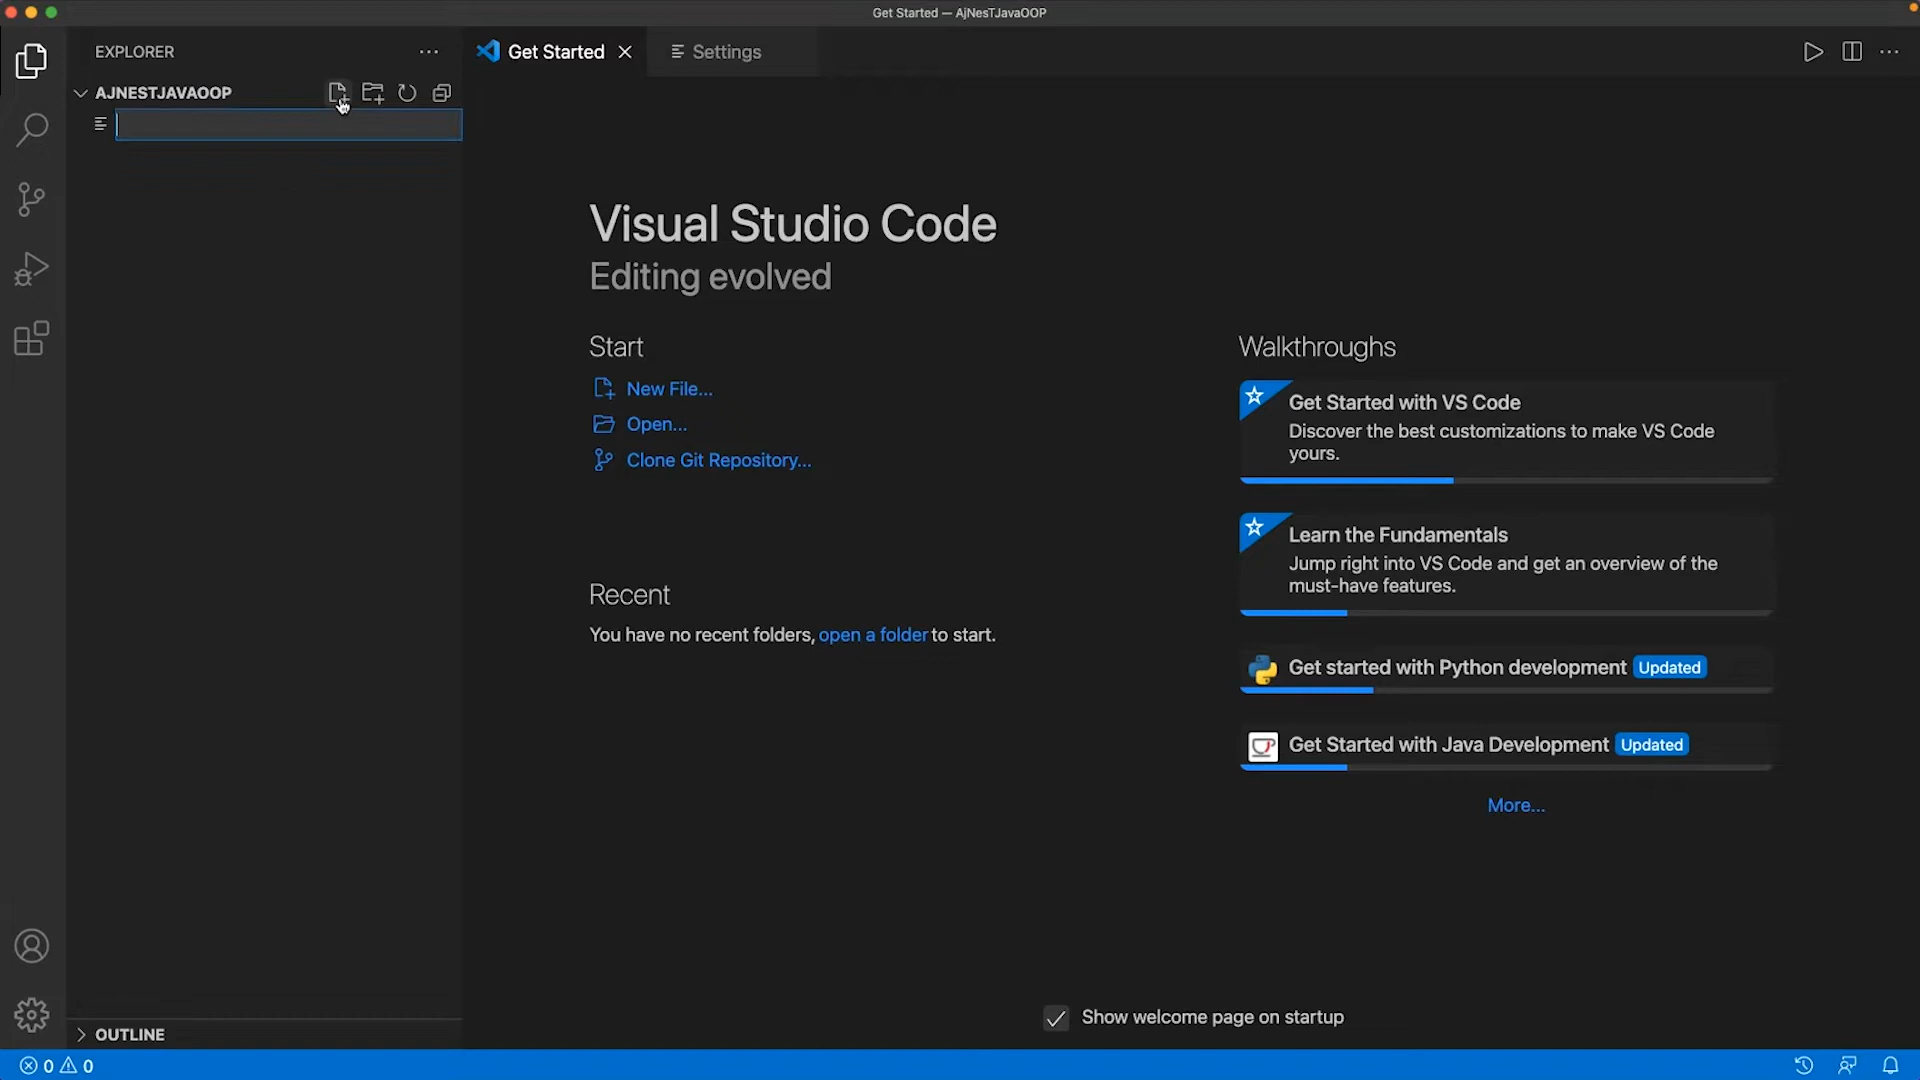 Get Started — AjNesTJavaOOP
EXPLORER
Get Started
Settings
AJNESTJAVAOOP
Visual Studio Code
Editing evolved
Start
New File...
Open...
Clone Git Repository...
Recent
You have no recent folders, open a folder to start.
Walkthroughs
Get Started with VS Code
Discover the best customizations to make VS Code
yours.
Learn the Fundamentals
Jump right into VS Code and get an overview of the
must-have features.
Get started with Python development Updated
Get Started with Java Development Updated
More...
Show welcome page on startup
OUTLINE
0 0